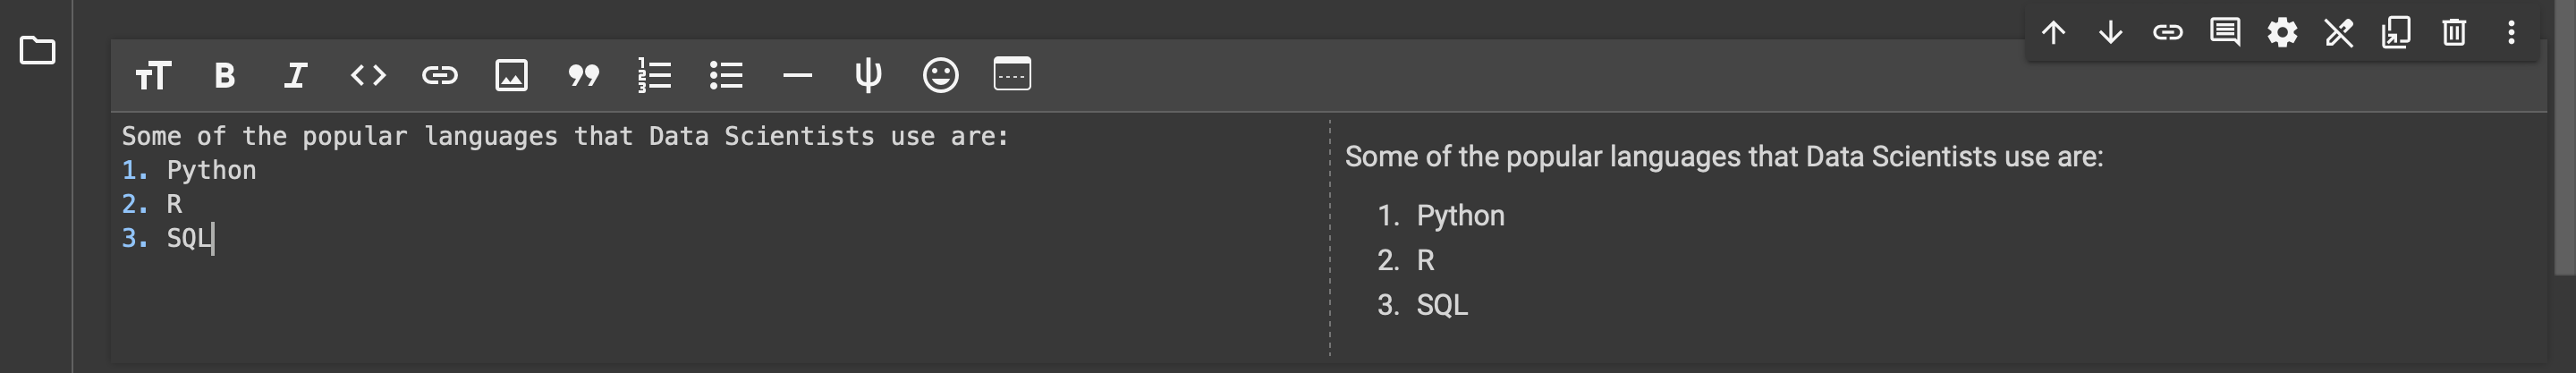 Some of the popular languages that Data Scientists use are:
1. Python
2. R
3. SQL
Some of the popular languages that Data Scientists use are:
1. Python
2. R
3. SQL